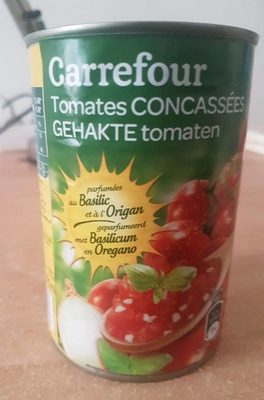 Carrefour
Tomates CONCASSÉES
GEHAKTE tomaten
parfumées
au Basilic
et à l'Origan
geparfumeerd
met Basilicum
en Oregano